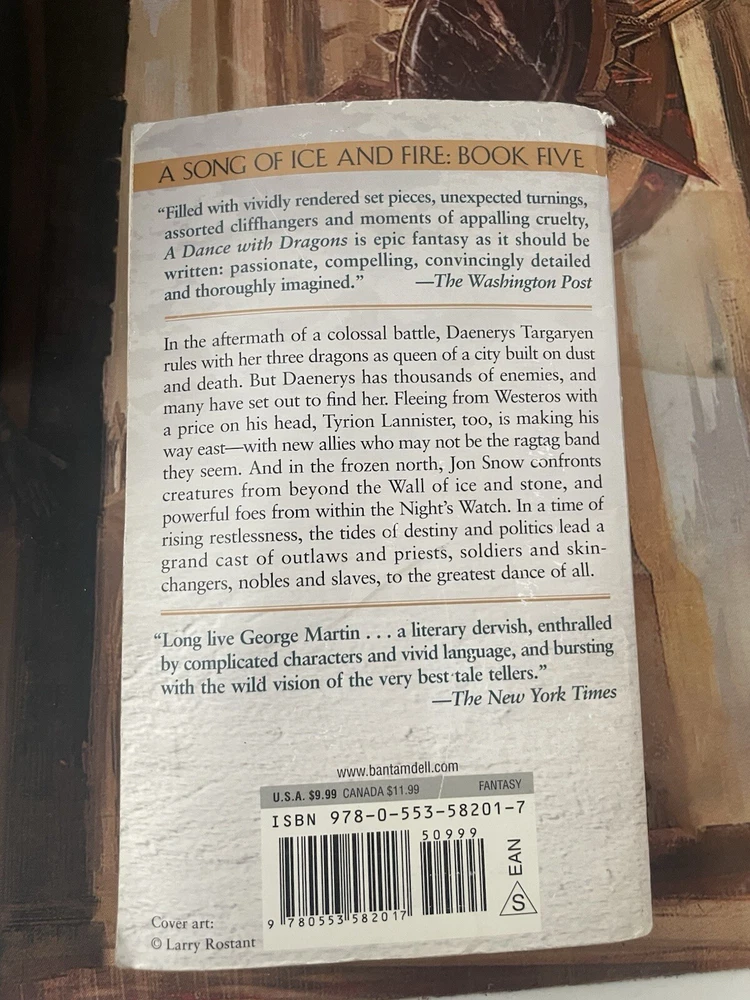 A SONG OF ICE AND FIRE: BOOK FIVE
“Filled with vividly rendered set pieces, unexpected turnings,
assorted cliffhangers and moments of appalling cruelty,
A Dance with Dragons is epic fantasy as it should be
written: passionate, compelling, convincingly detailed
and thoroughly imagined.” —The Washington Post
In the aftermath of a colossal battle, Daenerys Targaryen
rules with her three dragons as queen of a city built on dust
and death. But Daenerys has thousands of enemies, and
many have set out to find her. Fleeing from Westeros with
a price on his head, Tyrion Lannister, too, is making his
way east—with new allies who may not be the ragtag band
they seem. And in the frozen north, Jon Snow confronts
creatures from beyond the Wall of ice and stone, and
powerful foes from within the Night’s Watch. In a time of
rising restlessness, the tides of destiny and politics lead a
grand cast of outlaws and priests, soldiers and skin-
changers, nobles and slaves, to the greatest dance of all.
“Long live George Martin . . . a literary dervish, enthralled
by complicated characters and vivid language, and bursting
with the wild vision of the very best tale tellers.”
—The New York Times
www.bantamdell.com
U.S.A. $9.99 CANADA $11.99 FANTASY
ISBN 978-0-553-58201-7
50999
EAN
S
9 780553 582017
Cover art:
© Larry Rostant